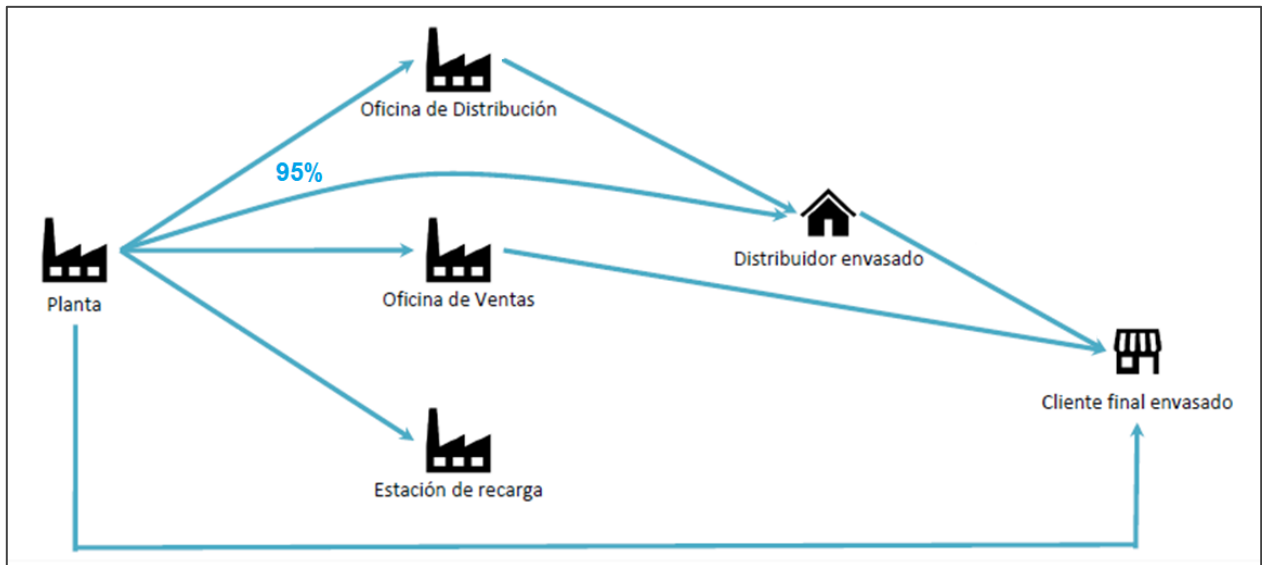 Oficina de Distribución
95%
Distribuidor envasado
Planta
Oficina de Ventas
Cliente final envasado
Estación de recarga